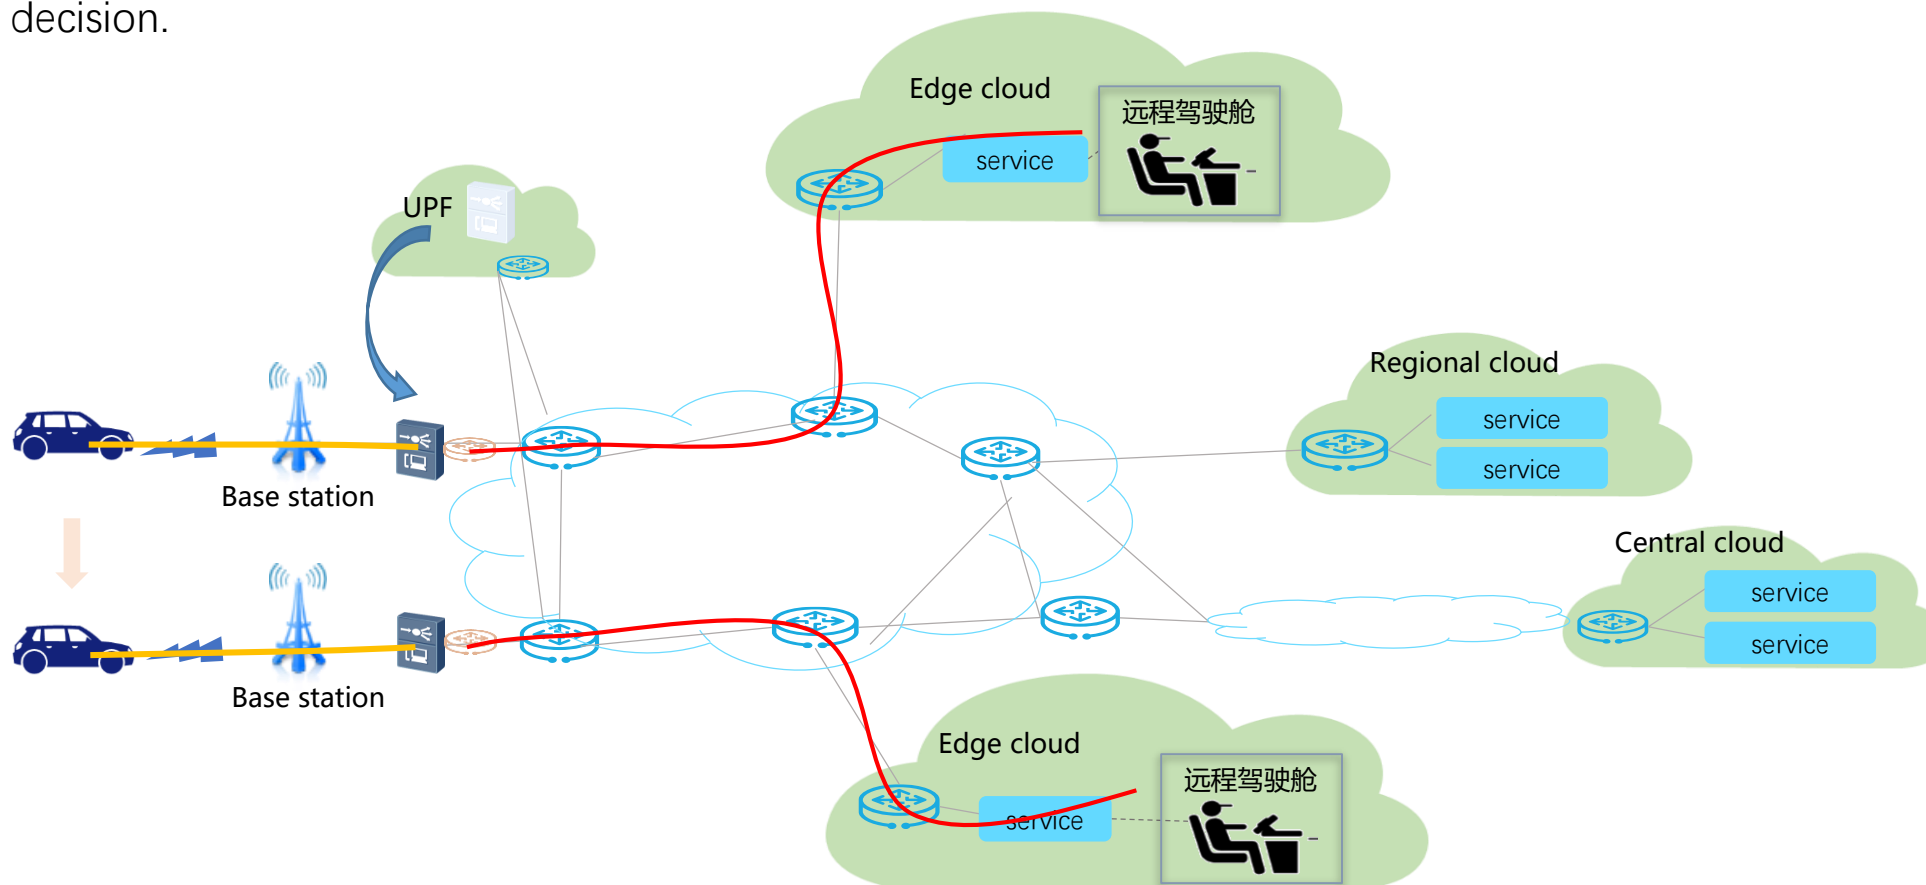 decision.
Edge cloud
远程驾驶舱
service
UPF
Regional cloud
service
service
Base station
Central cloud
service
service
Base station
Edge cloud
远程驾驶舱
service